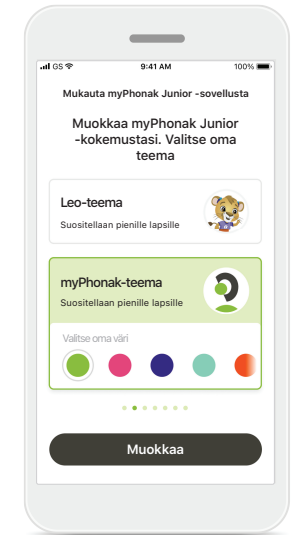 GS 9:41 AM 100%
Mukauta myPhonak Junior -sovellusta
Muokkaa myPhonak Junior
-kokemustasi. Valitse oma
teema
Leo-teema
Suositellaan pienille lapsille
myPhonak-teema
Suositellaan pienille lapsille
Valitse oma väri
Muokkaa